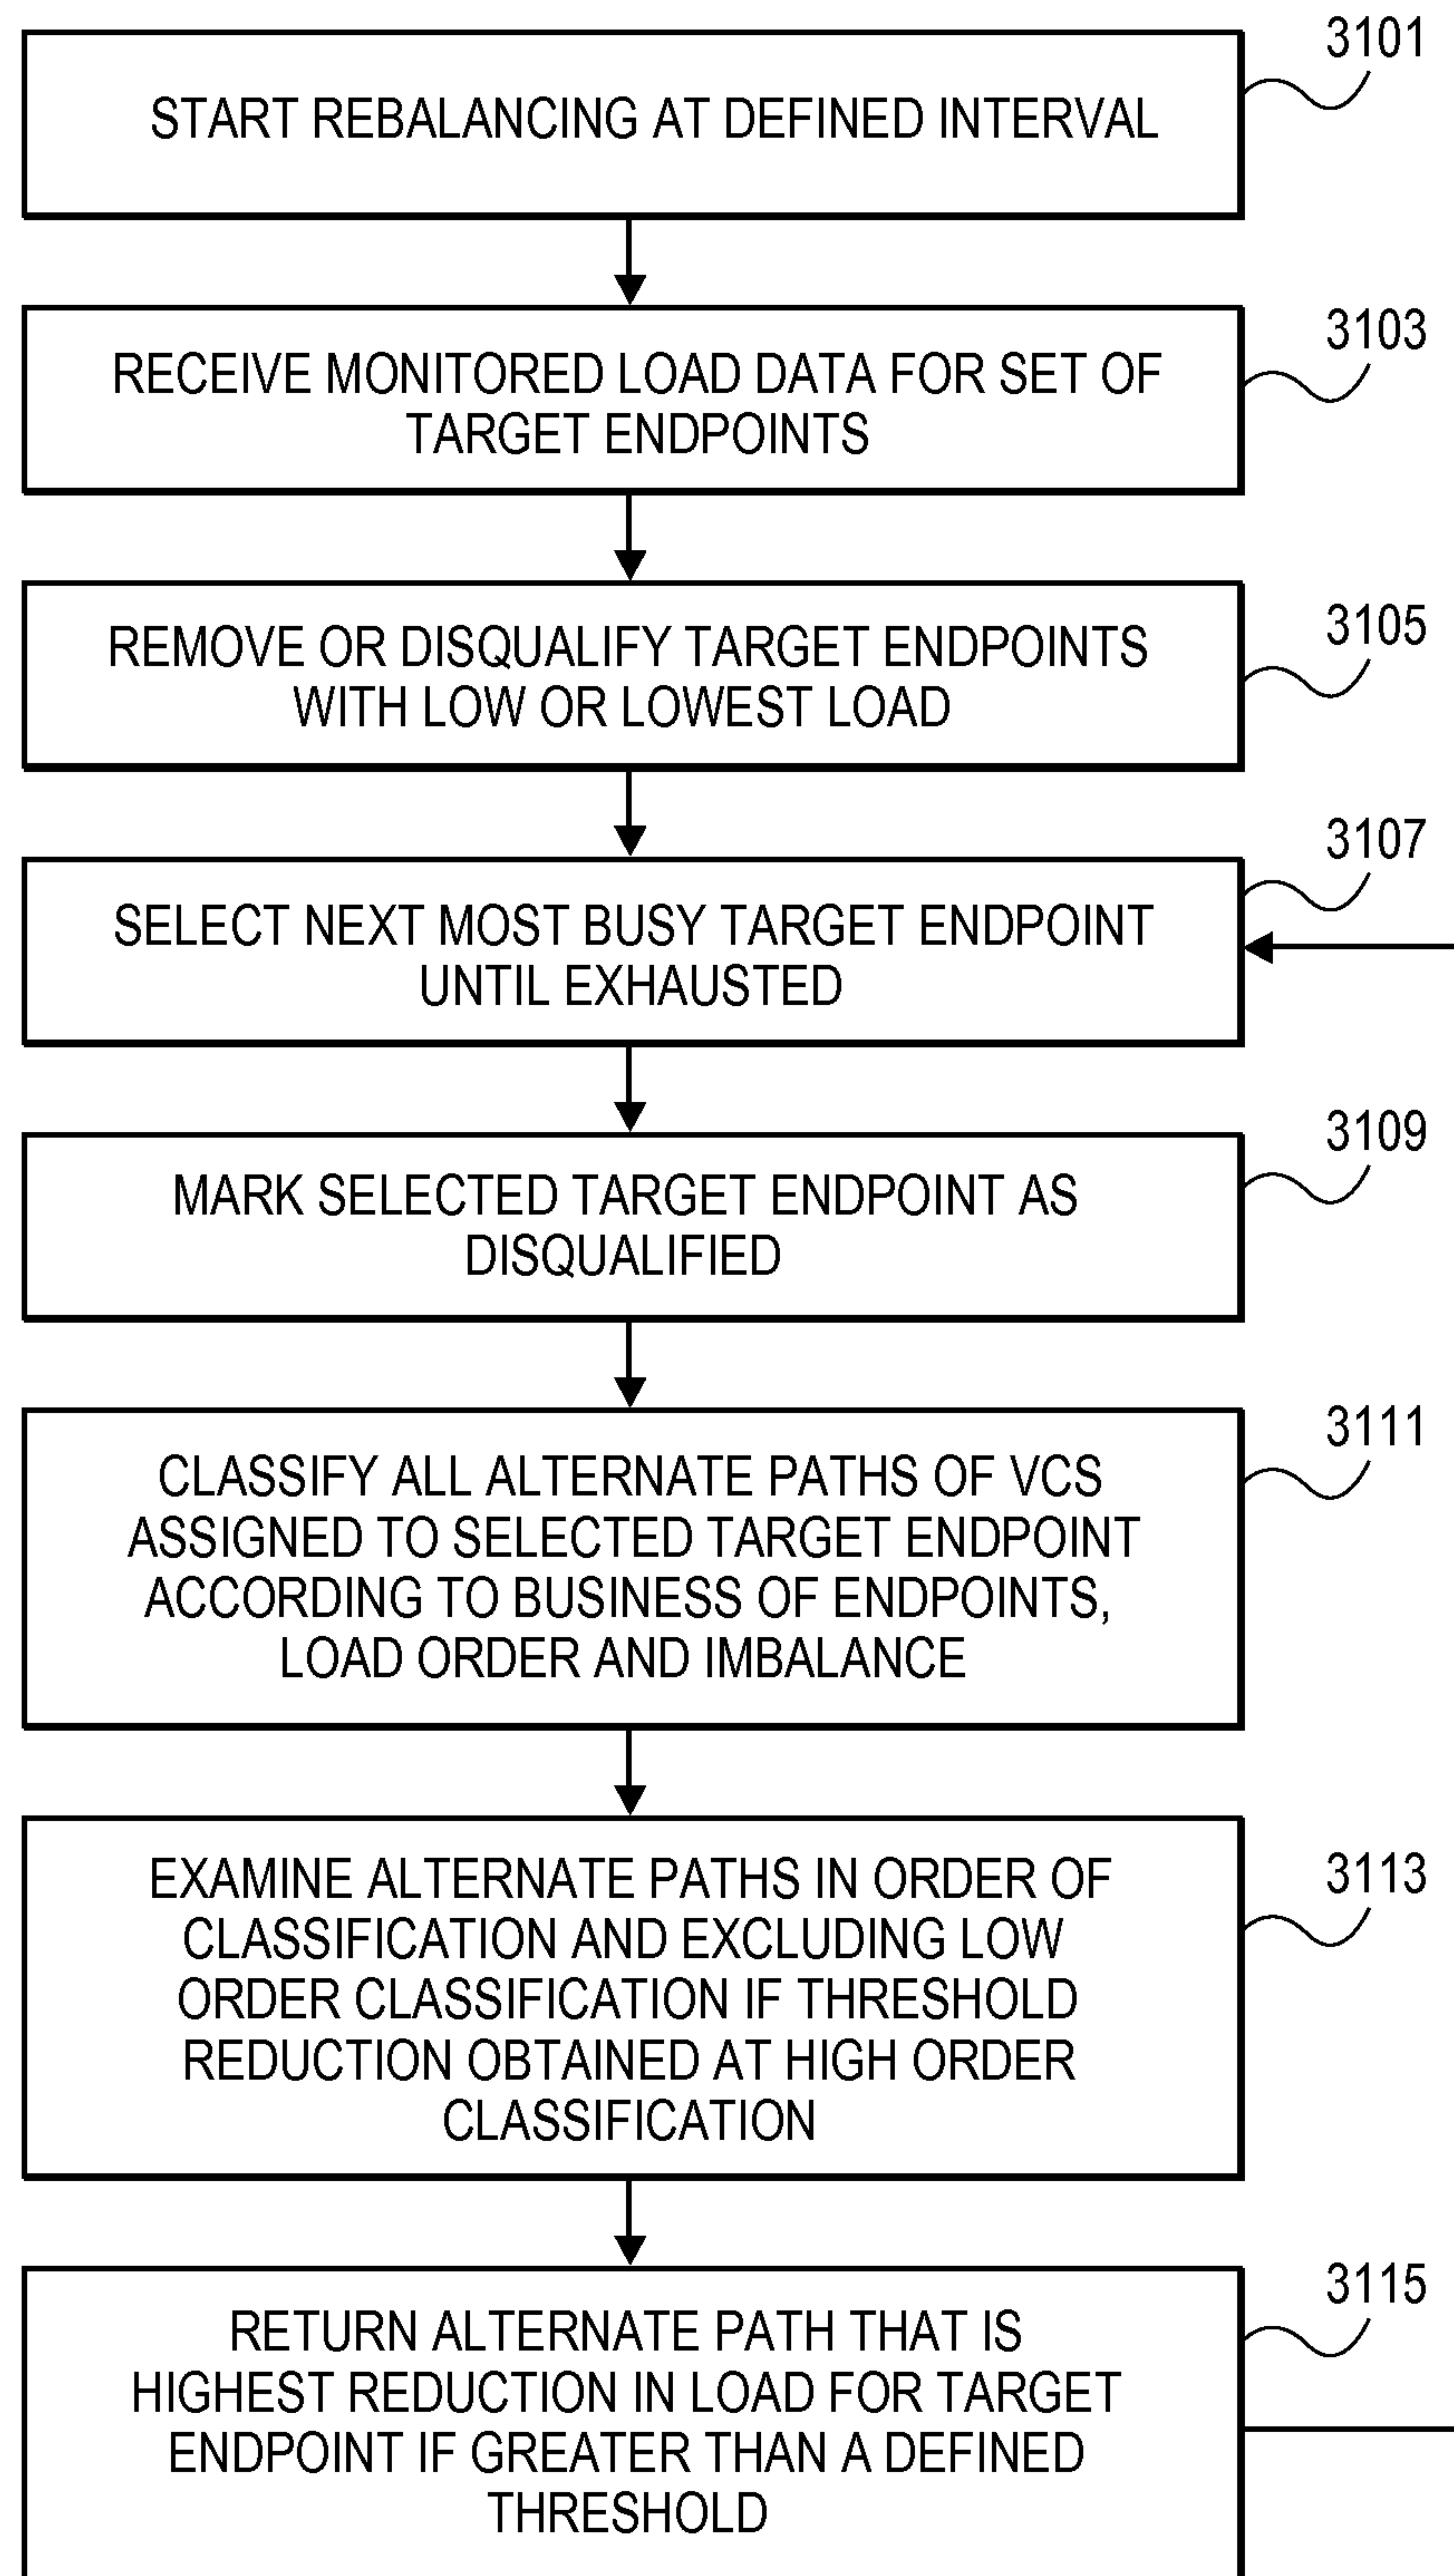 3101
START REBALANCING AT DEFINED INTERVAL
3103
RECEIVE MONITORED LOAD DATA FOR SET OF
TARGET ENDPOINTS
3105
REMOVE OR DISQUALIFY TARGET ENDPOINTS
WITH LOW OR LOWEST LOAD
3107
SELECT NEXT MOST BUSY TARGET ENDPOINT
UNTIL EXHAUSTED
3109
MARK SELECTED TARGET ENDPOINT AS
DISQUALIFIED
3111
CLASSIFY ALL ALTERNATE PATHS OF VCS
ASSIGNED TO SELECTED TARGET ENDPOINT
ACCORDING TO BUSINESS OF ENDPOINTS,
LOAD ORDER AND IMBALANCE
3113
EXAMINE ALTERNATE PATHS IN ORDER OF
CLASSIFICATION AND EXCLUDING LOW
ORDER CLASSIFICATION IF THRESHOLD
REDUCTION OBTAINED AT HIGH ORDER
CLASSIFICATION
3115
RETURN ALTERNATE PATH THAT IS
HIGHEST REDUCTION IN LOAD FOR TARGET
ENDPOINT IF GREATER THAN A DEFINED
THRESHOLD